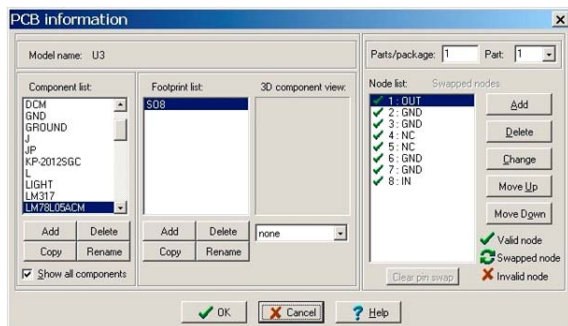 PCB information
Model name: U3
Parts/package: 1 Part: 1
Component list:
DCM
GND
GROUND
J
JP
KP-2012SGC
L
LIGHT
LM317
LM78L05ACM
Add Delete
Copy Rename
Show all components
Footprint list:
SO8
Add Delete
Copy Rename
3D component view:
none
Node list: Swapped nodes
1 : OUT
2 : GND
3 : GND
4 : NC
5 : NC
6 : GND
7 : GND
8 : IN
Add
Delete
Change
Move Up
Move Down
Valid node
Swapped node
Invalid node
Clear pin swap
OK Cancel Help